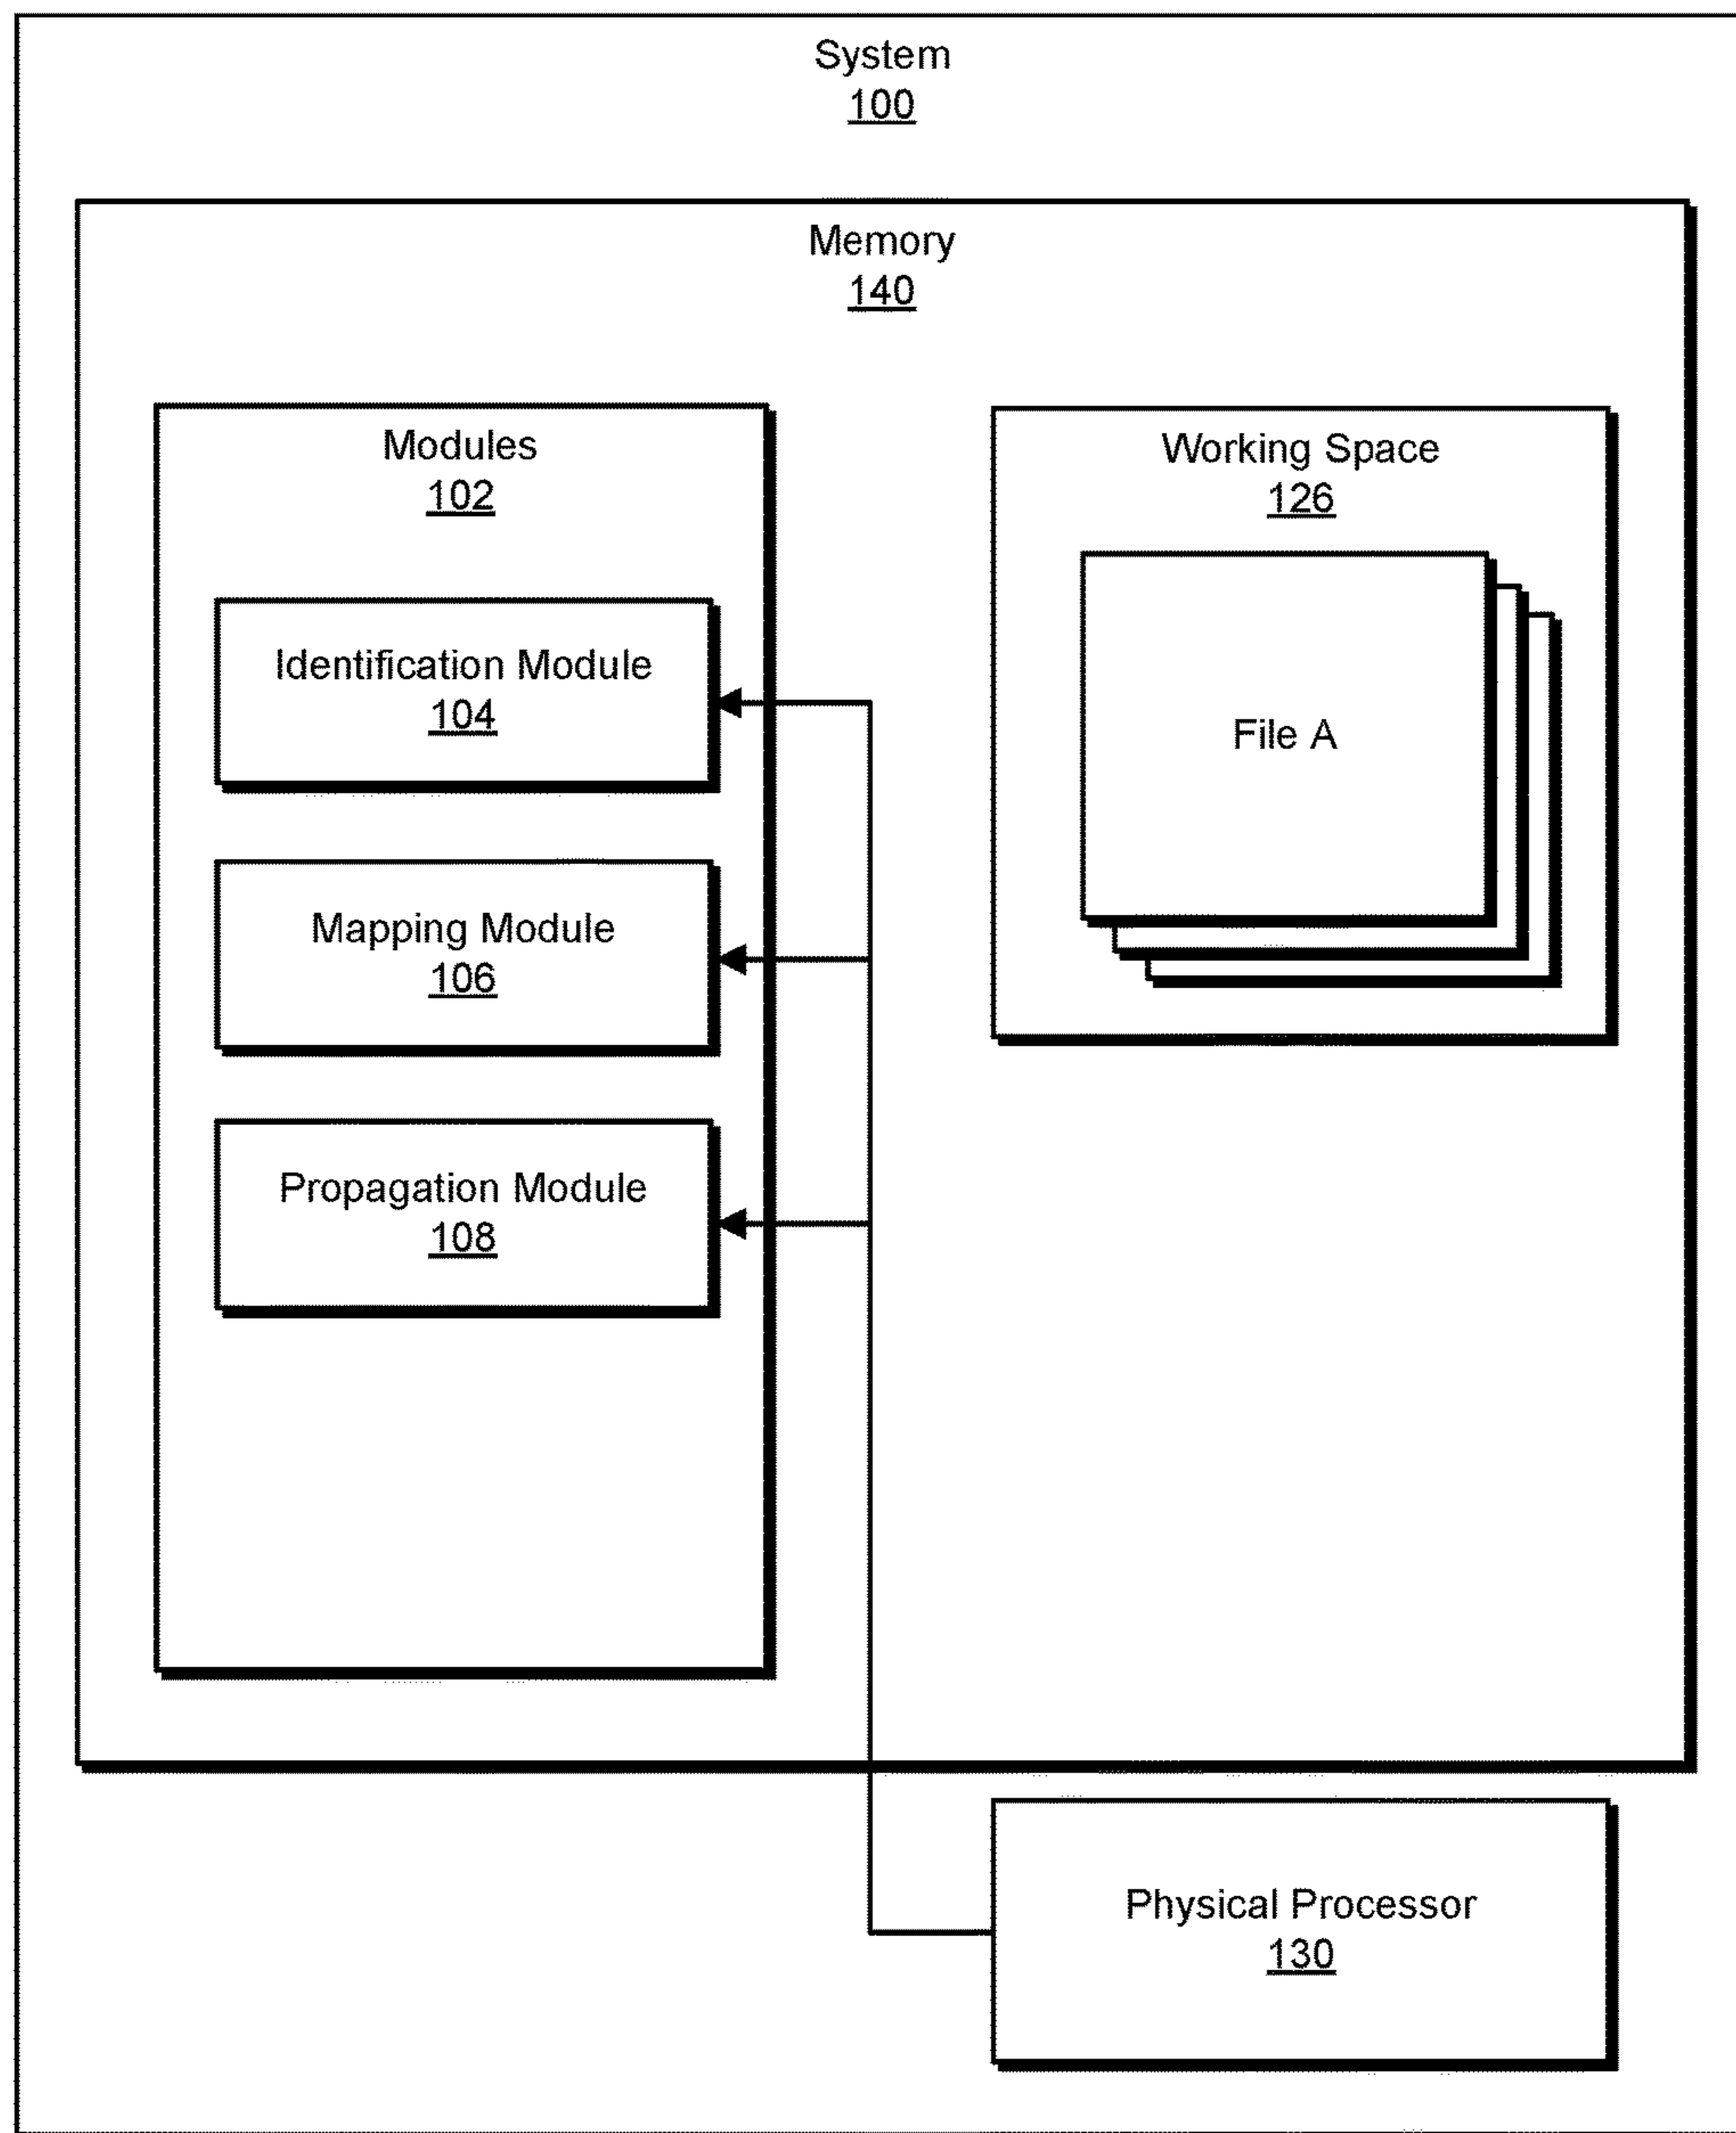 System
100
Memory
140
Modules
102
Identification Module
104
Mapping Module
106
Propagation Module
108
Working Space
126
File A
Physical Processor
130